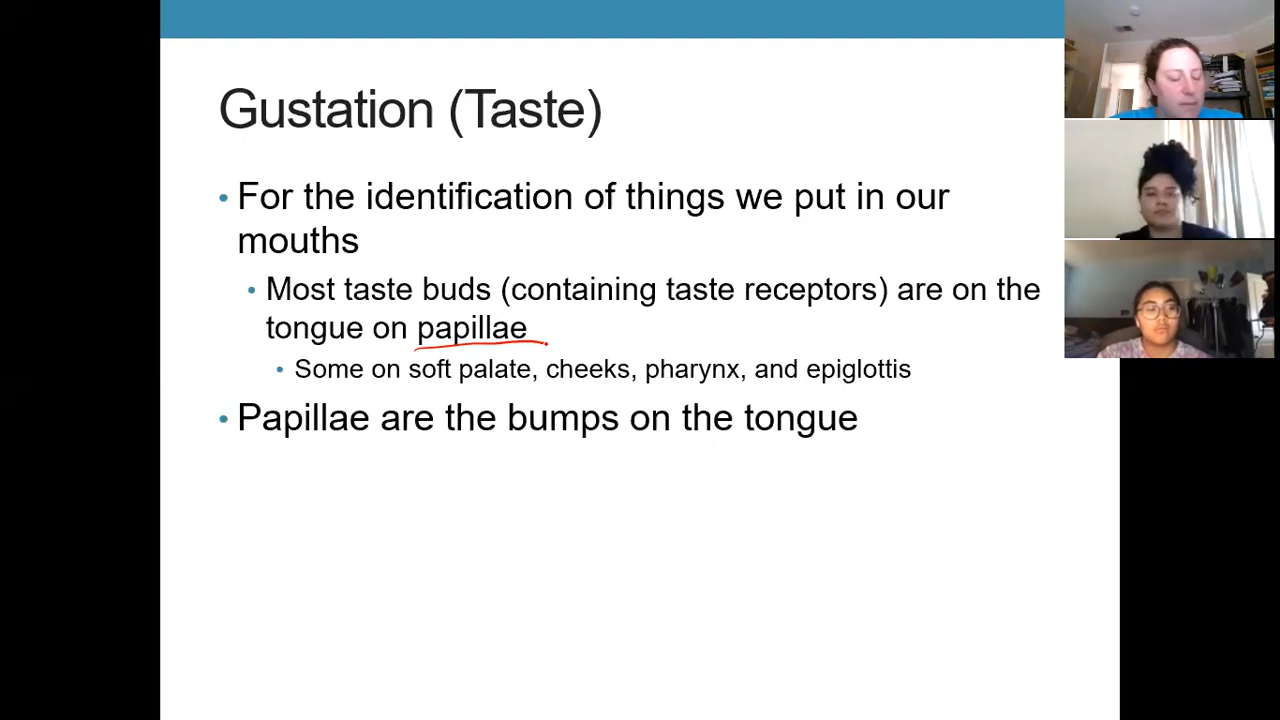 Gustation (Taste)
• For the identification of things we put in our
mouths
• Most taste buds (containing taste receptors) are on the
tongue on papillae
• Some on soft palate, cheeks, pharynx, and epiglottis
• Papillae are the bumps on the tongue